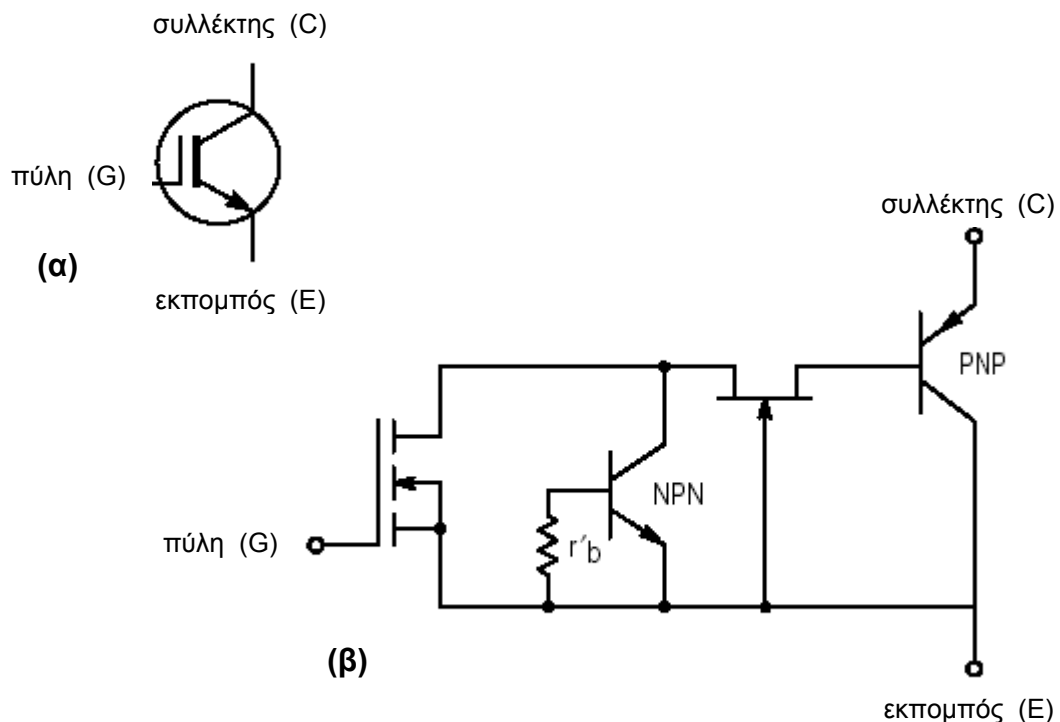 συλλέκτης (C)
πύλη (G)
(α)
εκπομπός (E)
συλλέκτης (C)
PNP
NPN
r´b
πύλη (G)
(β)
εκπομπός (E)